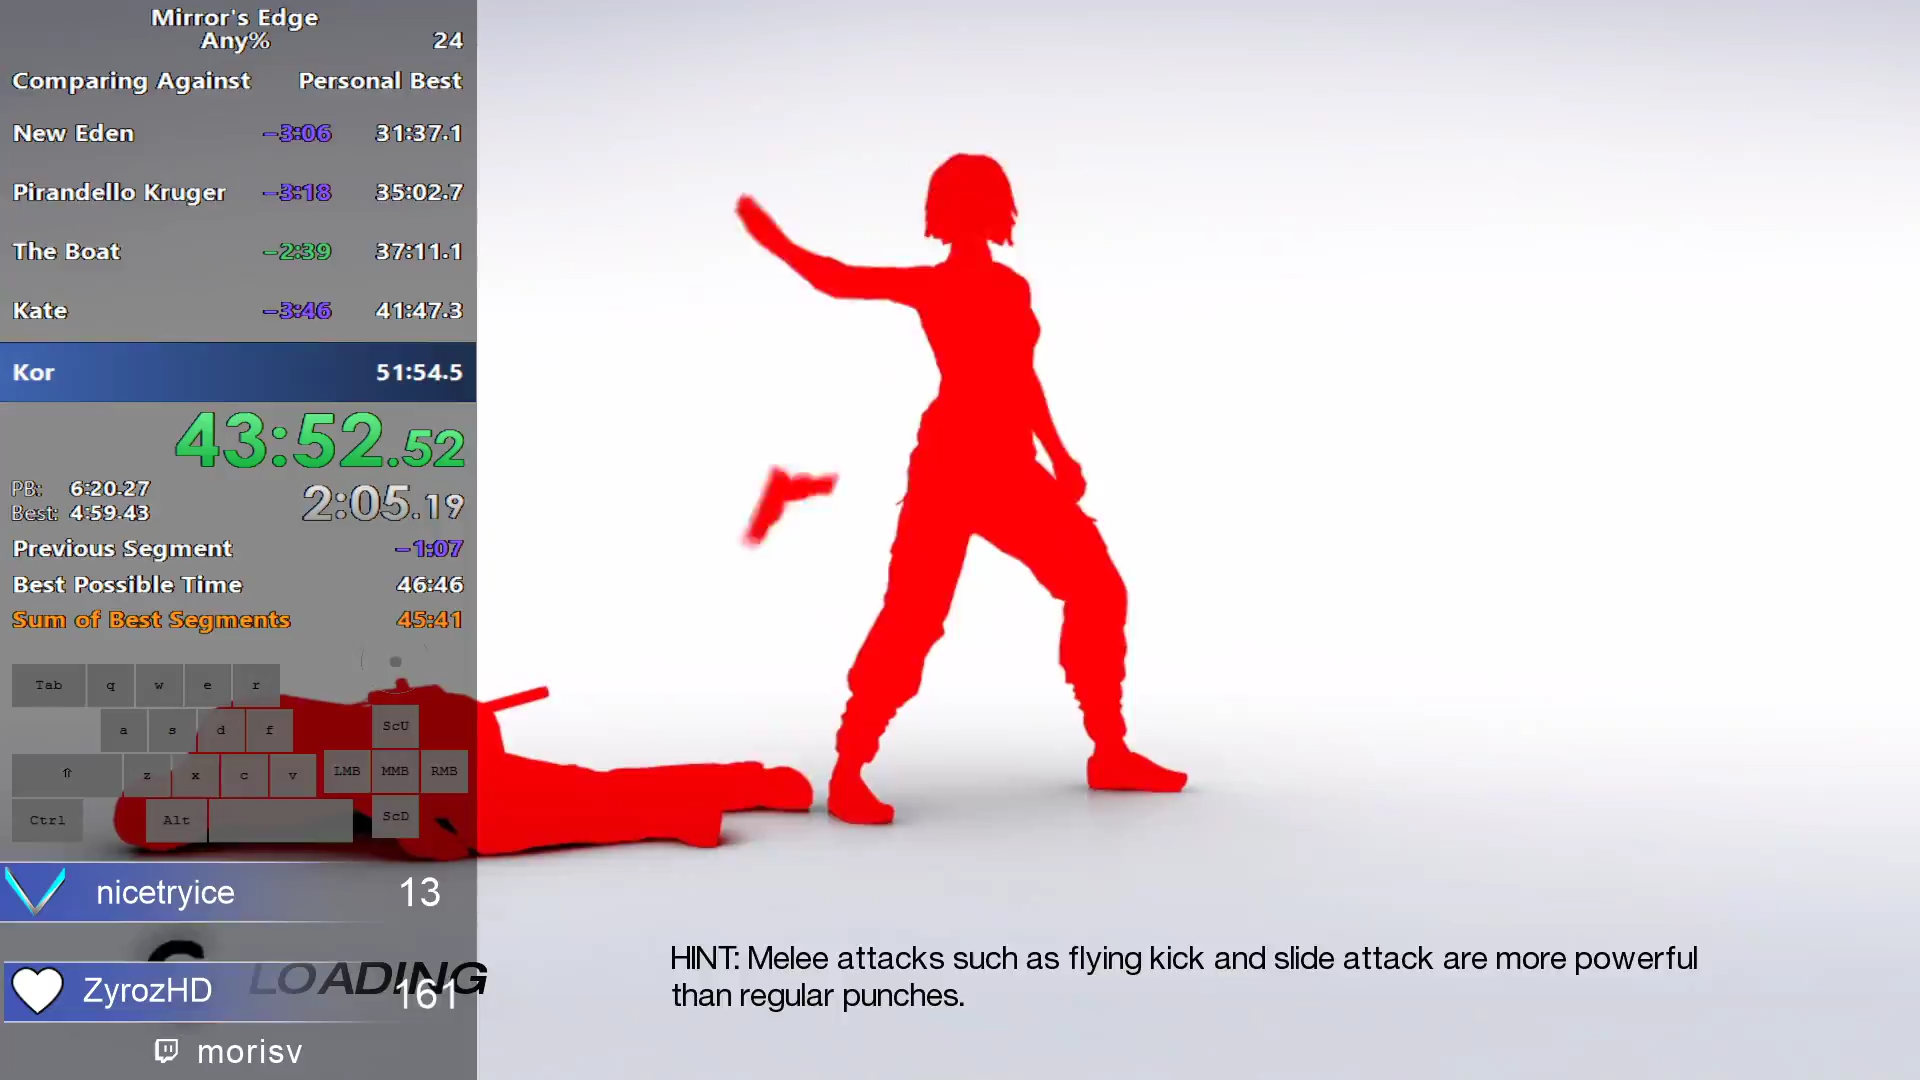 Mirror's Edge
Any% 24
Comparing Against Personal Best
New Eden −3:06 31:37.1
Pirandello Kruger −3:18 35:02.7
The Boat −2:39 37:11.1
Kate −3:46 41:47.3
Kor 51:54.5
43:52.52
PB: 6:20.27
2:05.19
Best: 4:59.43
Previous Segment −1:07
Best Possible Time 46:46
Sum of Best Segments 45:41
Tab q w e r
a s d f ScU
⇧ z x c v LMB MMB RMB
Ctrl Alt ScD
nicetryice 13
HINT: Melee attacks such as flying kick and slide attack are more powerful
than regular punches.
LOADING
ZyrozHD 161
morisv